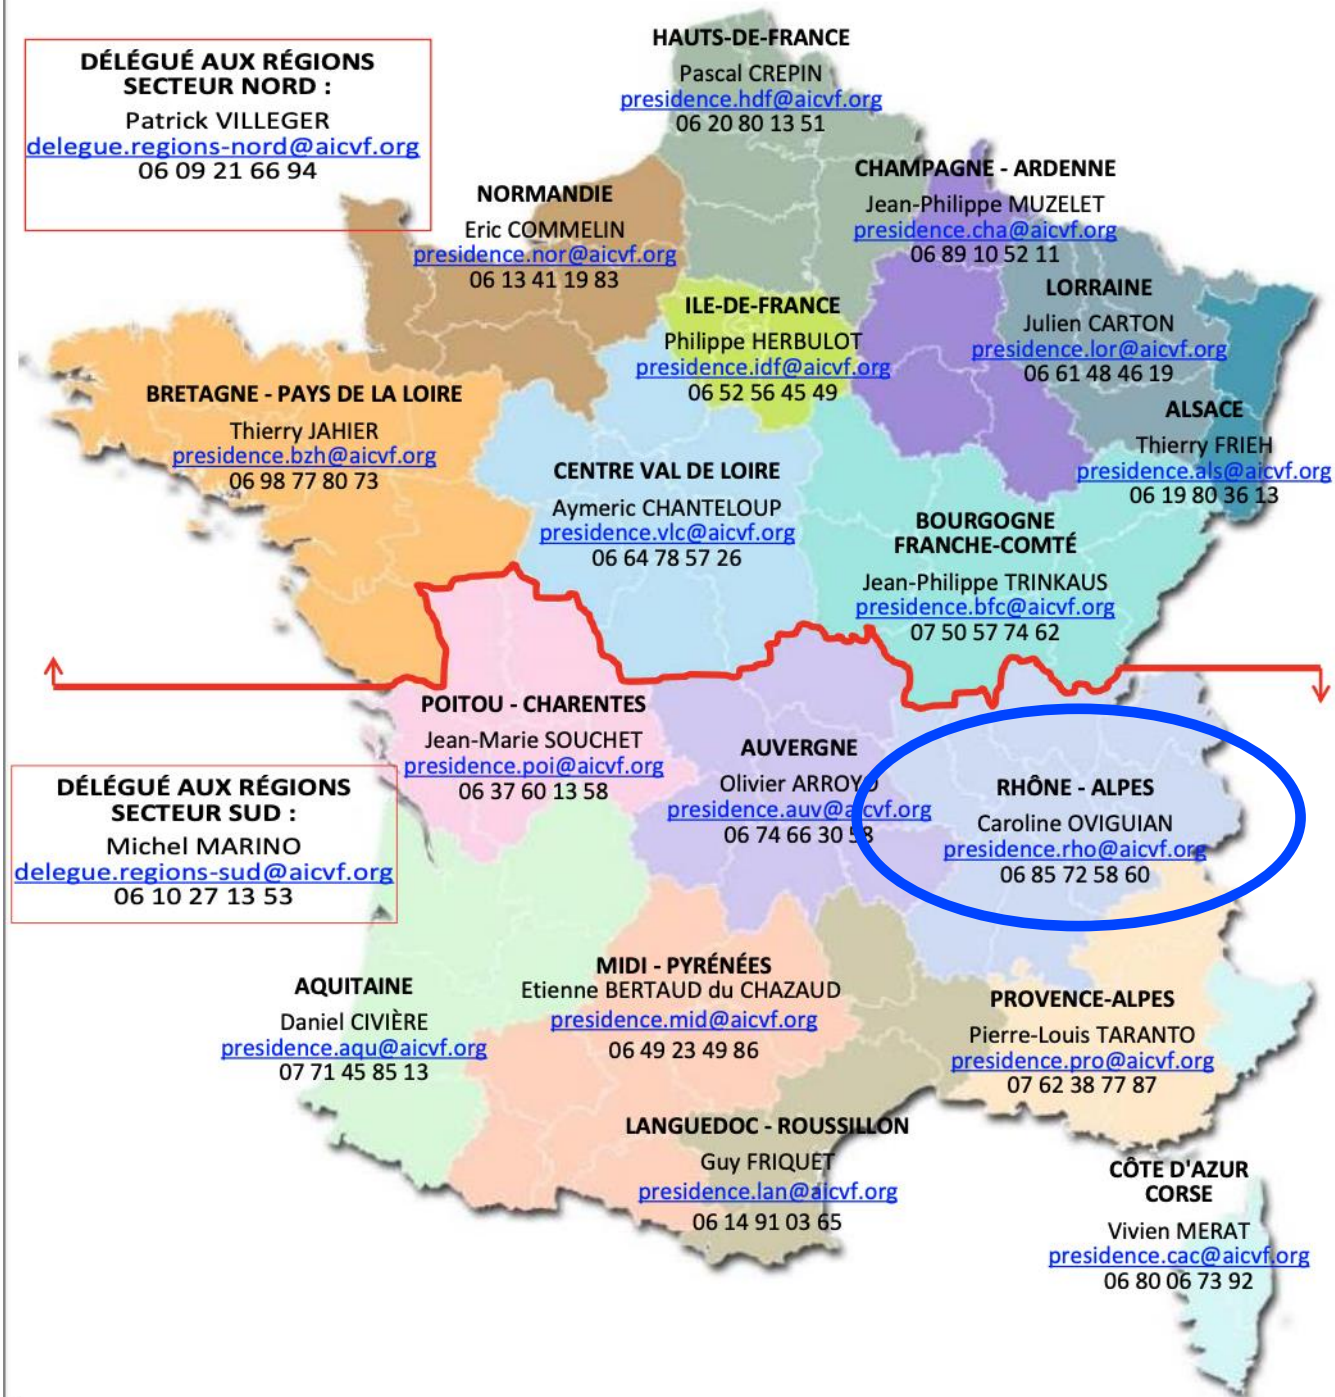 DÉLÉGUÉ AUX RÉGIONS
SECTEUR NORD :
Patrick VILLEGER
delegue.regions-nord@aicvf.org
06 09 21 66 94
HAUTS-DE-FRANCE
Pascal CREPIN
presidence.hdf@aicvf.org
06 20 80 13 51
CHAMPAGNE - ARDENNE
Jean-Philippe MUZELET
presidence.cha@aicvf.org
06 89 10 52 11
NORMANDIE
Eric COMMELIN
presidence.nor@aicvf.org
06 13 41 19 83
LORRAINE
Julien CARTON
presidence.lor@aicvf.org
06 61 48 46 19
ILE-DE-FRANCE
Philippe HERBULOT
presidence.idf@aicvf.org
06 52 56 45 49
BRETAGNE - PAYS DE LA LOIRE
Thierry JAHIER
presidence.bzh@aicvf.org
06 98 77 80 73
ALSACE
Thierry FRIEH
presidence.als@aicvf.org
06 19 80 36 13
CENTRE VAL DE LOIRE
Aymeric CHANTELOUP
presidence.vlc@aicvf.org
06 64 78 57 26
BOURGOGNE
FRANCHE-COMTÉ
Jean-Philippe TRINKAUS
presidence.bfc@aicvf.org
07 50 57 74 62
POITOU - CHARENTES
Jean-Marie SOUCHET
presidence.poi@aicvf.org
06 37 60 13 58
AUVERGNE
Olivier ARROYO
presidence.auv@aicvf.org
06 74 66 30 58
RHÔNE - ALPES
Caroline OVIGUIAN
presidence.rho@aicvf.org
06 85 72 58 60
DÉLÉGUÉ AUX RÉGIONS
SECTEUR SUD :
Michel MARINO
delegue.regions-sud@aicvf.org
06 10 27 13 53
MIDI - PYRÉNÉES
Etienne BERTAUD du CHAZAUD
presidence.mid@aicvf.org
06 49 23 49 86
AQUITAINE
Daniel CIVIÈRE
presidence.aqu@aicvf.org
07 71 45 85 13
PROVENCE-ALPES
Pierre-Louis TARANTO
presidence.pro@aicvf.org
07 62 38 77 87
LANGUEDOC - ROUSSILLON
Guy FRIQUET
presidence.lan@aicvf.org
06 14 91 03 65
CÔTE D'AZUR
CORSE
Vivien MERAT
presidence.cac@aicvf.org
06 80 06 73 92